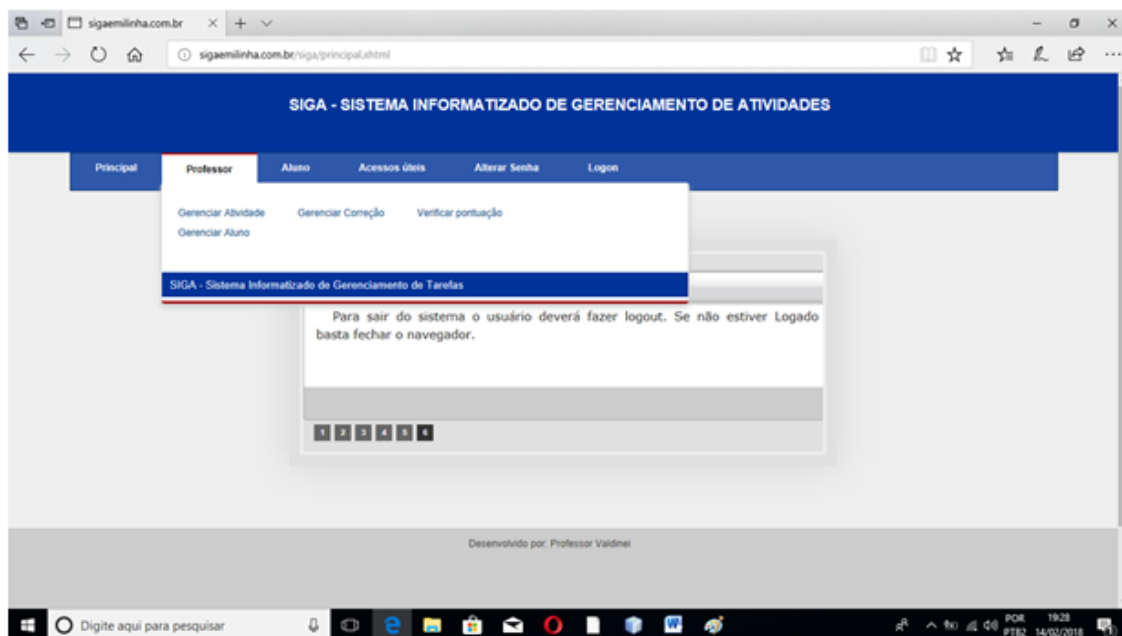 sigaemilinha.com.br
sigaemilinha.com.br/siga/principal.xhtml
SIGA - SISTEMA INFORMATIZADO DE GERENCIAMENTO DE ATIVIDADES
Principal Professor Aluno Acessos úteis Alterar Senha Logon
Gerenciar Atividade Gerenciar Correção Verificar pontuação
Gerenciar Aluno
SIGA - Sistema Informatizado de Gerenciamento de Tarefas
Para sair do sistema o usuário deverá fazer logout. Se não estiver Logado
basta fechar o navegador.
1 2 3 4 5 6
Desenvolvido por: Professor Valdinei
Digite aqui para pesquisar
POR 19:28
PTB2 14/02/2018